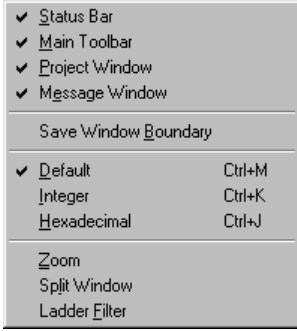 Status Bar
Main Toolbar
Project Window
Message Window
Save Window Boundary
Default Ctrl+M
Integer Ctrl+K
Hexadecimal Ctrl+J
Zoom
Split Window
Ladder Filter